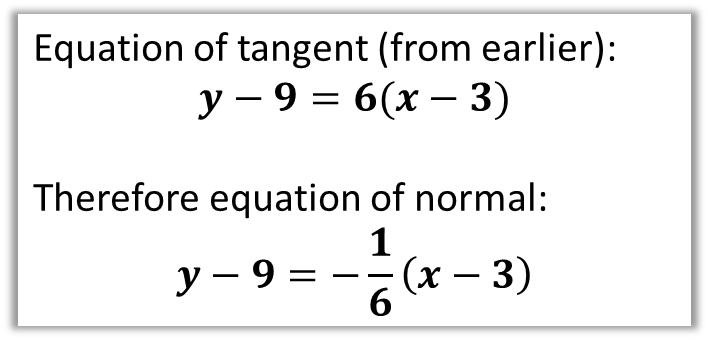 Equation of tangent (from earlier):
y − 9 = 6(x − 3)
Therefore equation of normal:
y − 9 = −1/6(x − 3)